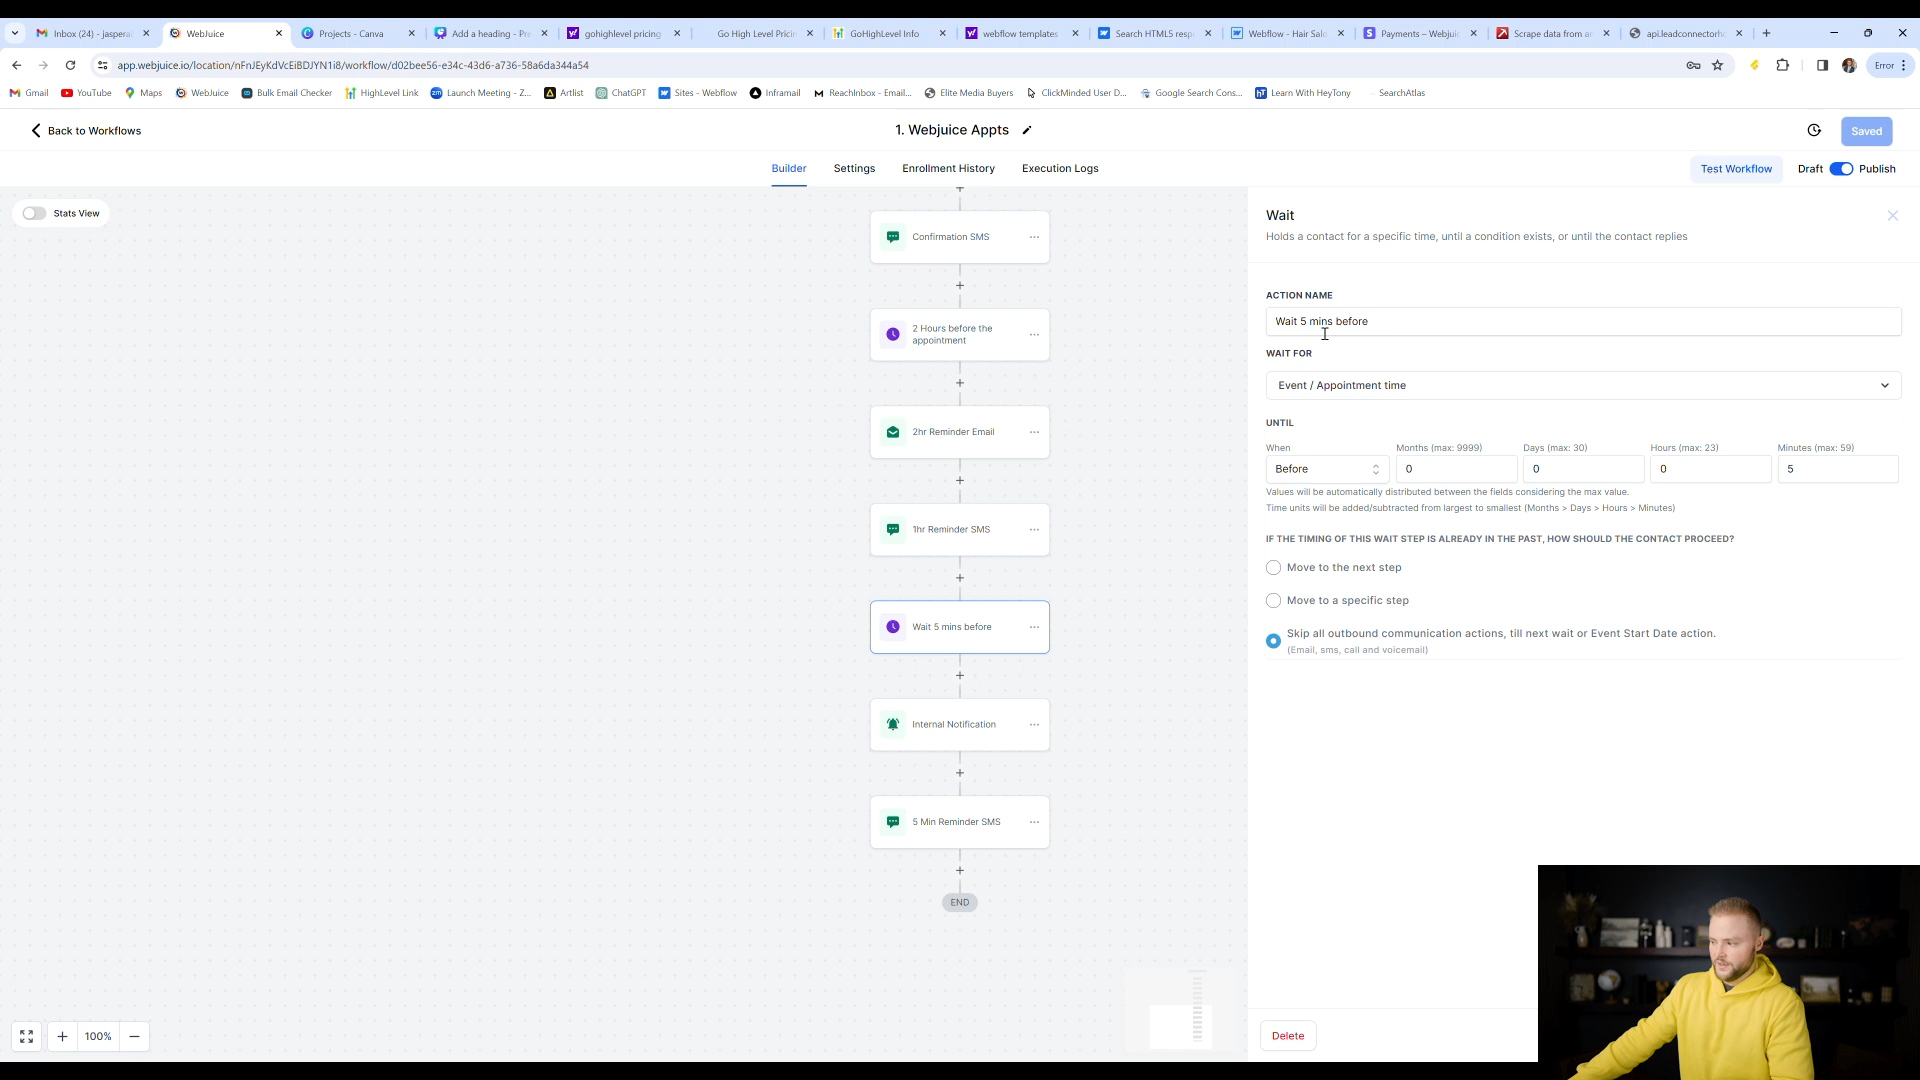 Inbox (24) - jaspera
WebJuice
Projects - Canva
Add a heading - Pre
gohighlevel pricing
Go High Level Pricin
GoHighLevel Info
webflow templates
Search HTML5 resp
Webflow - Hair Salo
Payments – Webjuic
Scrape data from a
api.leadconnectorh
app.webjuice.io/location/nFnJEyKdVcEiBDJYN1i8/workflow/d02bee56-e34c-43d6-a736-58a6da344a54
Error
Gmail
YouTube
Maps
WebJuice
Bulk Email Checker
HighLevel Link
Launch Meeting - Z...
Artlist
ChatGPT
Sites - Webflow
Inframail
ReachInbox - Email...
Elite Media Buyers
ClickMinded User D...
Google Search Cons...
Learn With HeyTony
SearchAtlas
Back to Workflows
1. Webjuice Appts
Saved
Builder
Settings
Enrollment History
Execution Logs
Test Workflow
Draft
Publish
Stats View
Confirmation SMS
2 Hours before the
appointment
2hr Reminder Email
1hr Reminder SMS
Wait 5 mins before
Internal Notification
5 Min Reminder SMS
END
100%
Wait
Holds a contact for a specific time, until a condition exists, or until the contact replies
ACTION NAME
Wait 5 mins before
WAIT FOR
Event / Appointment time
UNTIL
When
Months (max: 9999)
Days (max: 30)
Hours (max: 23)
Minutes (max: 59)
Before
0
0
0
5
Values will be automatically distributed between the fields considering the max value.
Time units will be added/subtracted from largest to smallest (Months > Days > Hours > Minutes)
IF THE TIMING OF THIS WAIT STEP IS ALREADY IN THE PAST, HOW SHOULD THE CONTACT PROCEED?
Move to the next step
Move to a specific step
Skip all outbound communication actions, till next wait or Event Start Date action.
(Email, sms, call and voicemail)
Delete